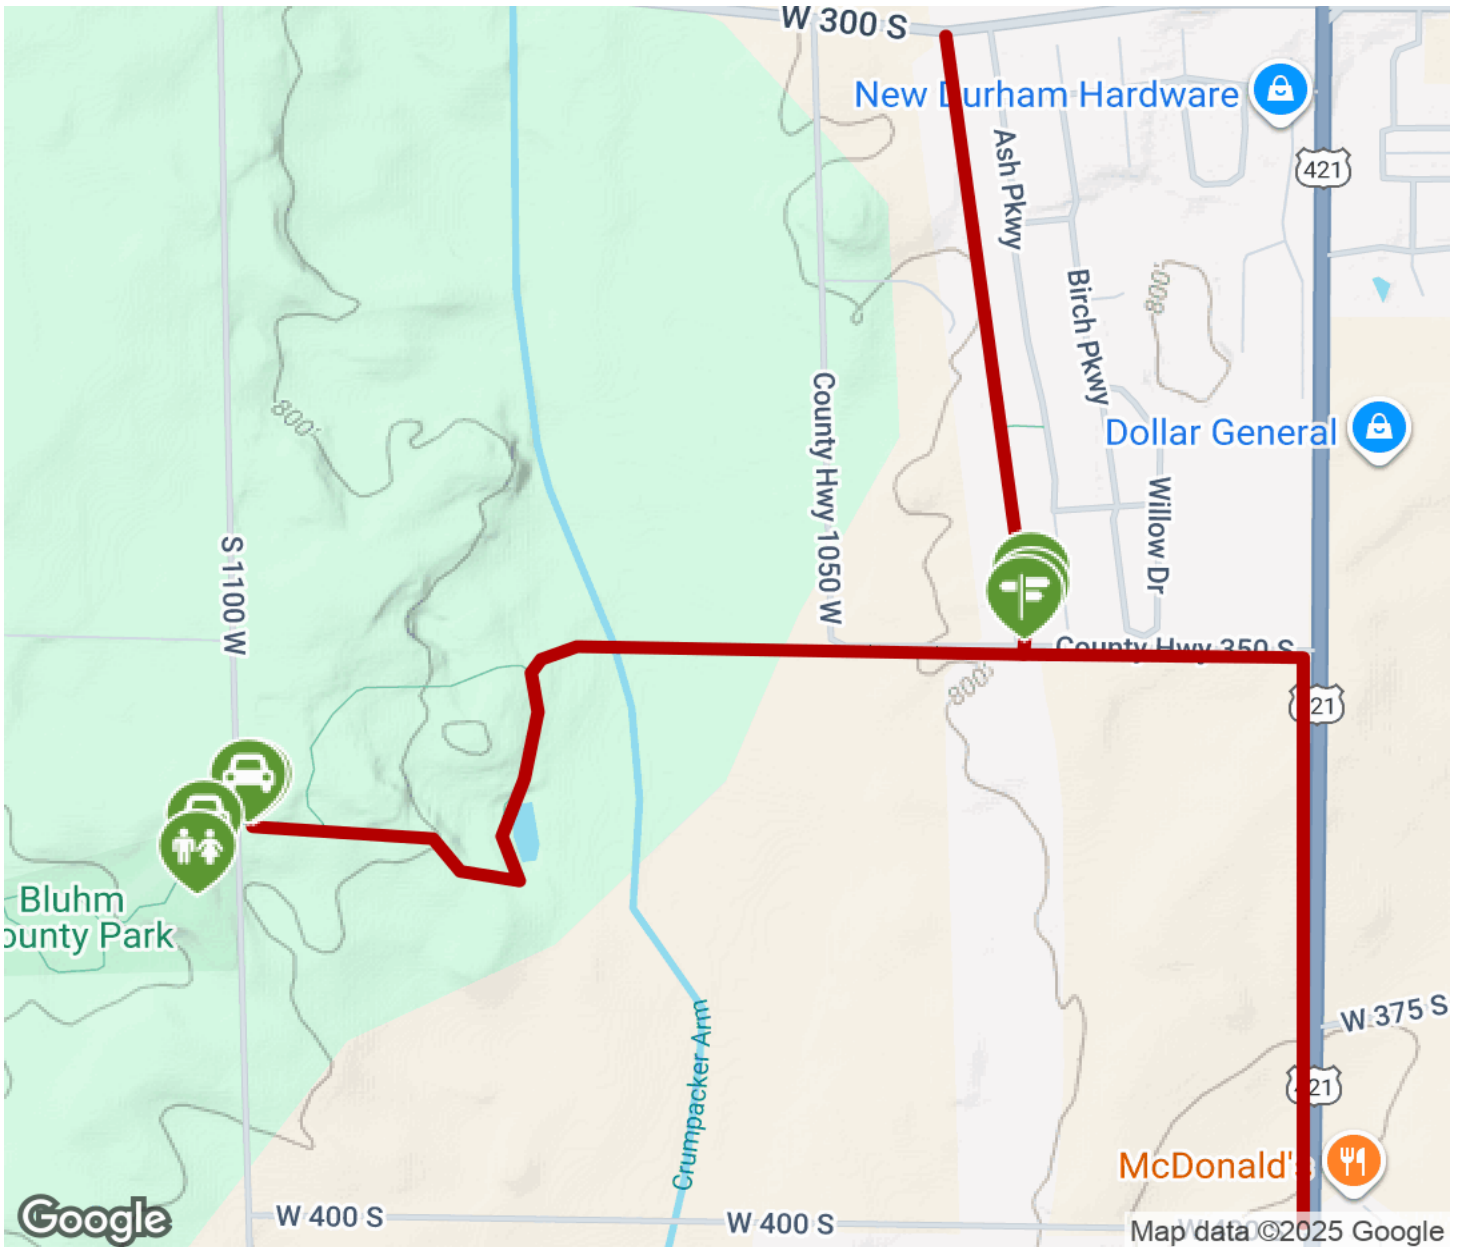 W 300 S
New Durham Hardware
421
Ash Pkwy
800'
Birch Pkwy
County Hwy 1050 W
800'
Dollar General
Willow Dr
S 1100 W
County Hwy 350 S
800'
421
Bluhm
ounty Park
Crumpacker Arm
W 375 S
421
McDonald's
W 400 S
W 400 S
Google
Map data ©2025 Google